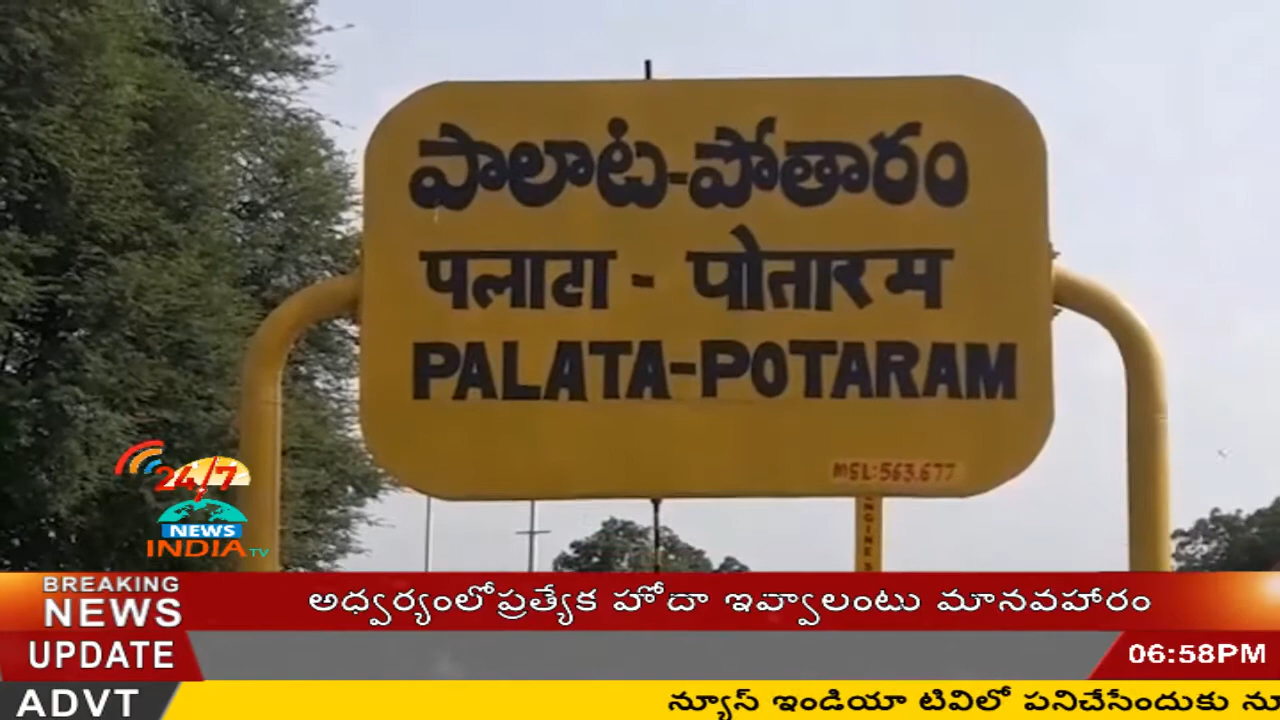 పాలాట-పోతారం
पलाटा - पोतारम
PALATA-POTARAM
MSL:563.677
24/7
NEWS
INDIA TV
BREAKING
NEWS
UPDATE
అధ్వర్యంలోప్రత్యేక హోదా ఇవ్వాలంటు మానవహారం
06:58PM
ADVT
న్యూస్ ఇండియా టివిలో పనిచేసేందుకు